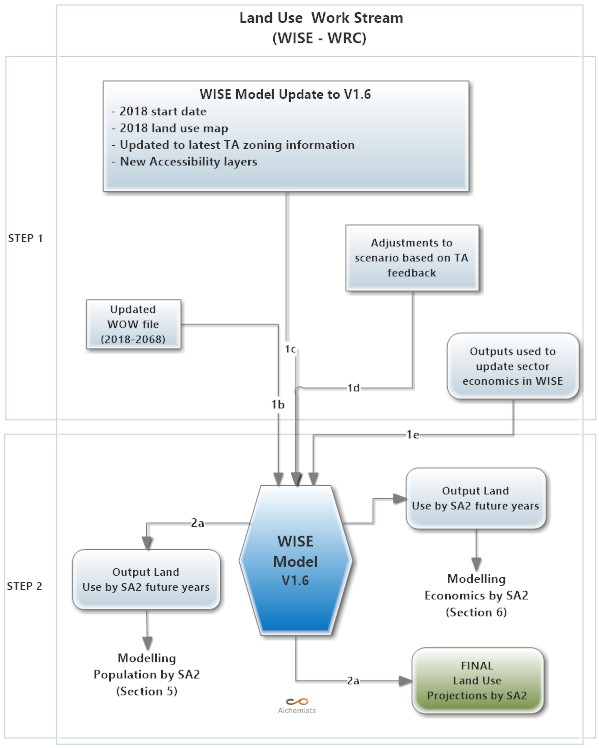 Land Use Work Stream
(WISE - WRC)
WISE Model Update to V1.6
- 2018 start date
- 2018 land use map
- Updated to latest TA zoning information
- New Accessibility layers
STEP 1
Adjustments to
scenario based on TA
feedback
Updated
WOW file
(2018-2068)
Outputs used to
update sector
economics in WISE
1c
1d
1b
1e
Output Land
Use by SA2 future years
2a
WISE
Model
V1.6
Output Land
Use by SA2 future years
STEP 2
Modelling
Economics by SA2
(Section 6)
Modelling
Population by SA2
(Section 5)
2a
FINAL
Land Use
Projections by SA2
Alchemists